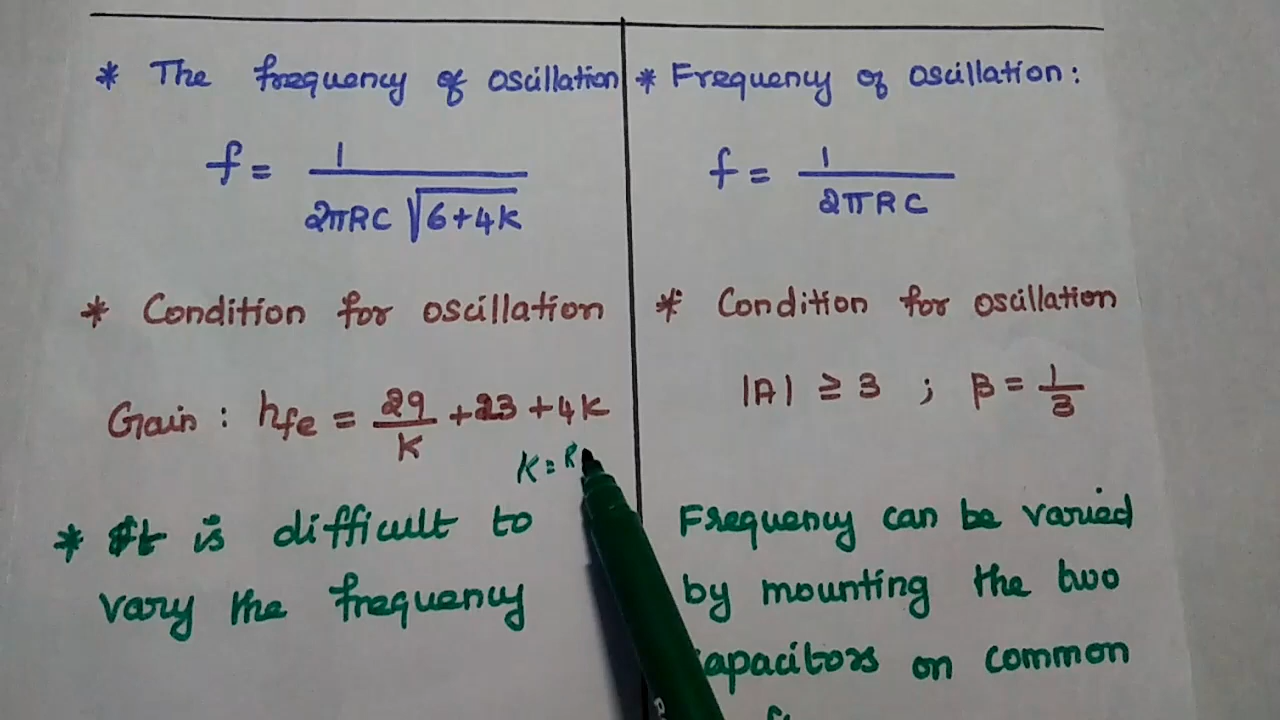 * The frequency of oscillation
f = 1 / 2πRC √6+4K
* Condition for oscillation
Gain : hfe = 29/K + 23 + 4K
K = R
* It is difficult to
vary the frequency
* Frequency of oscillation :
f = 1 / 2πRC
* Condition for oscillation
|A| ≥ 3 ; β = 1/3
Frequency can be varied
by mounting the two
capacitors on common